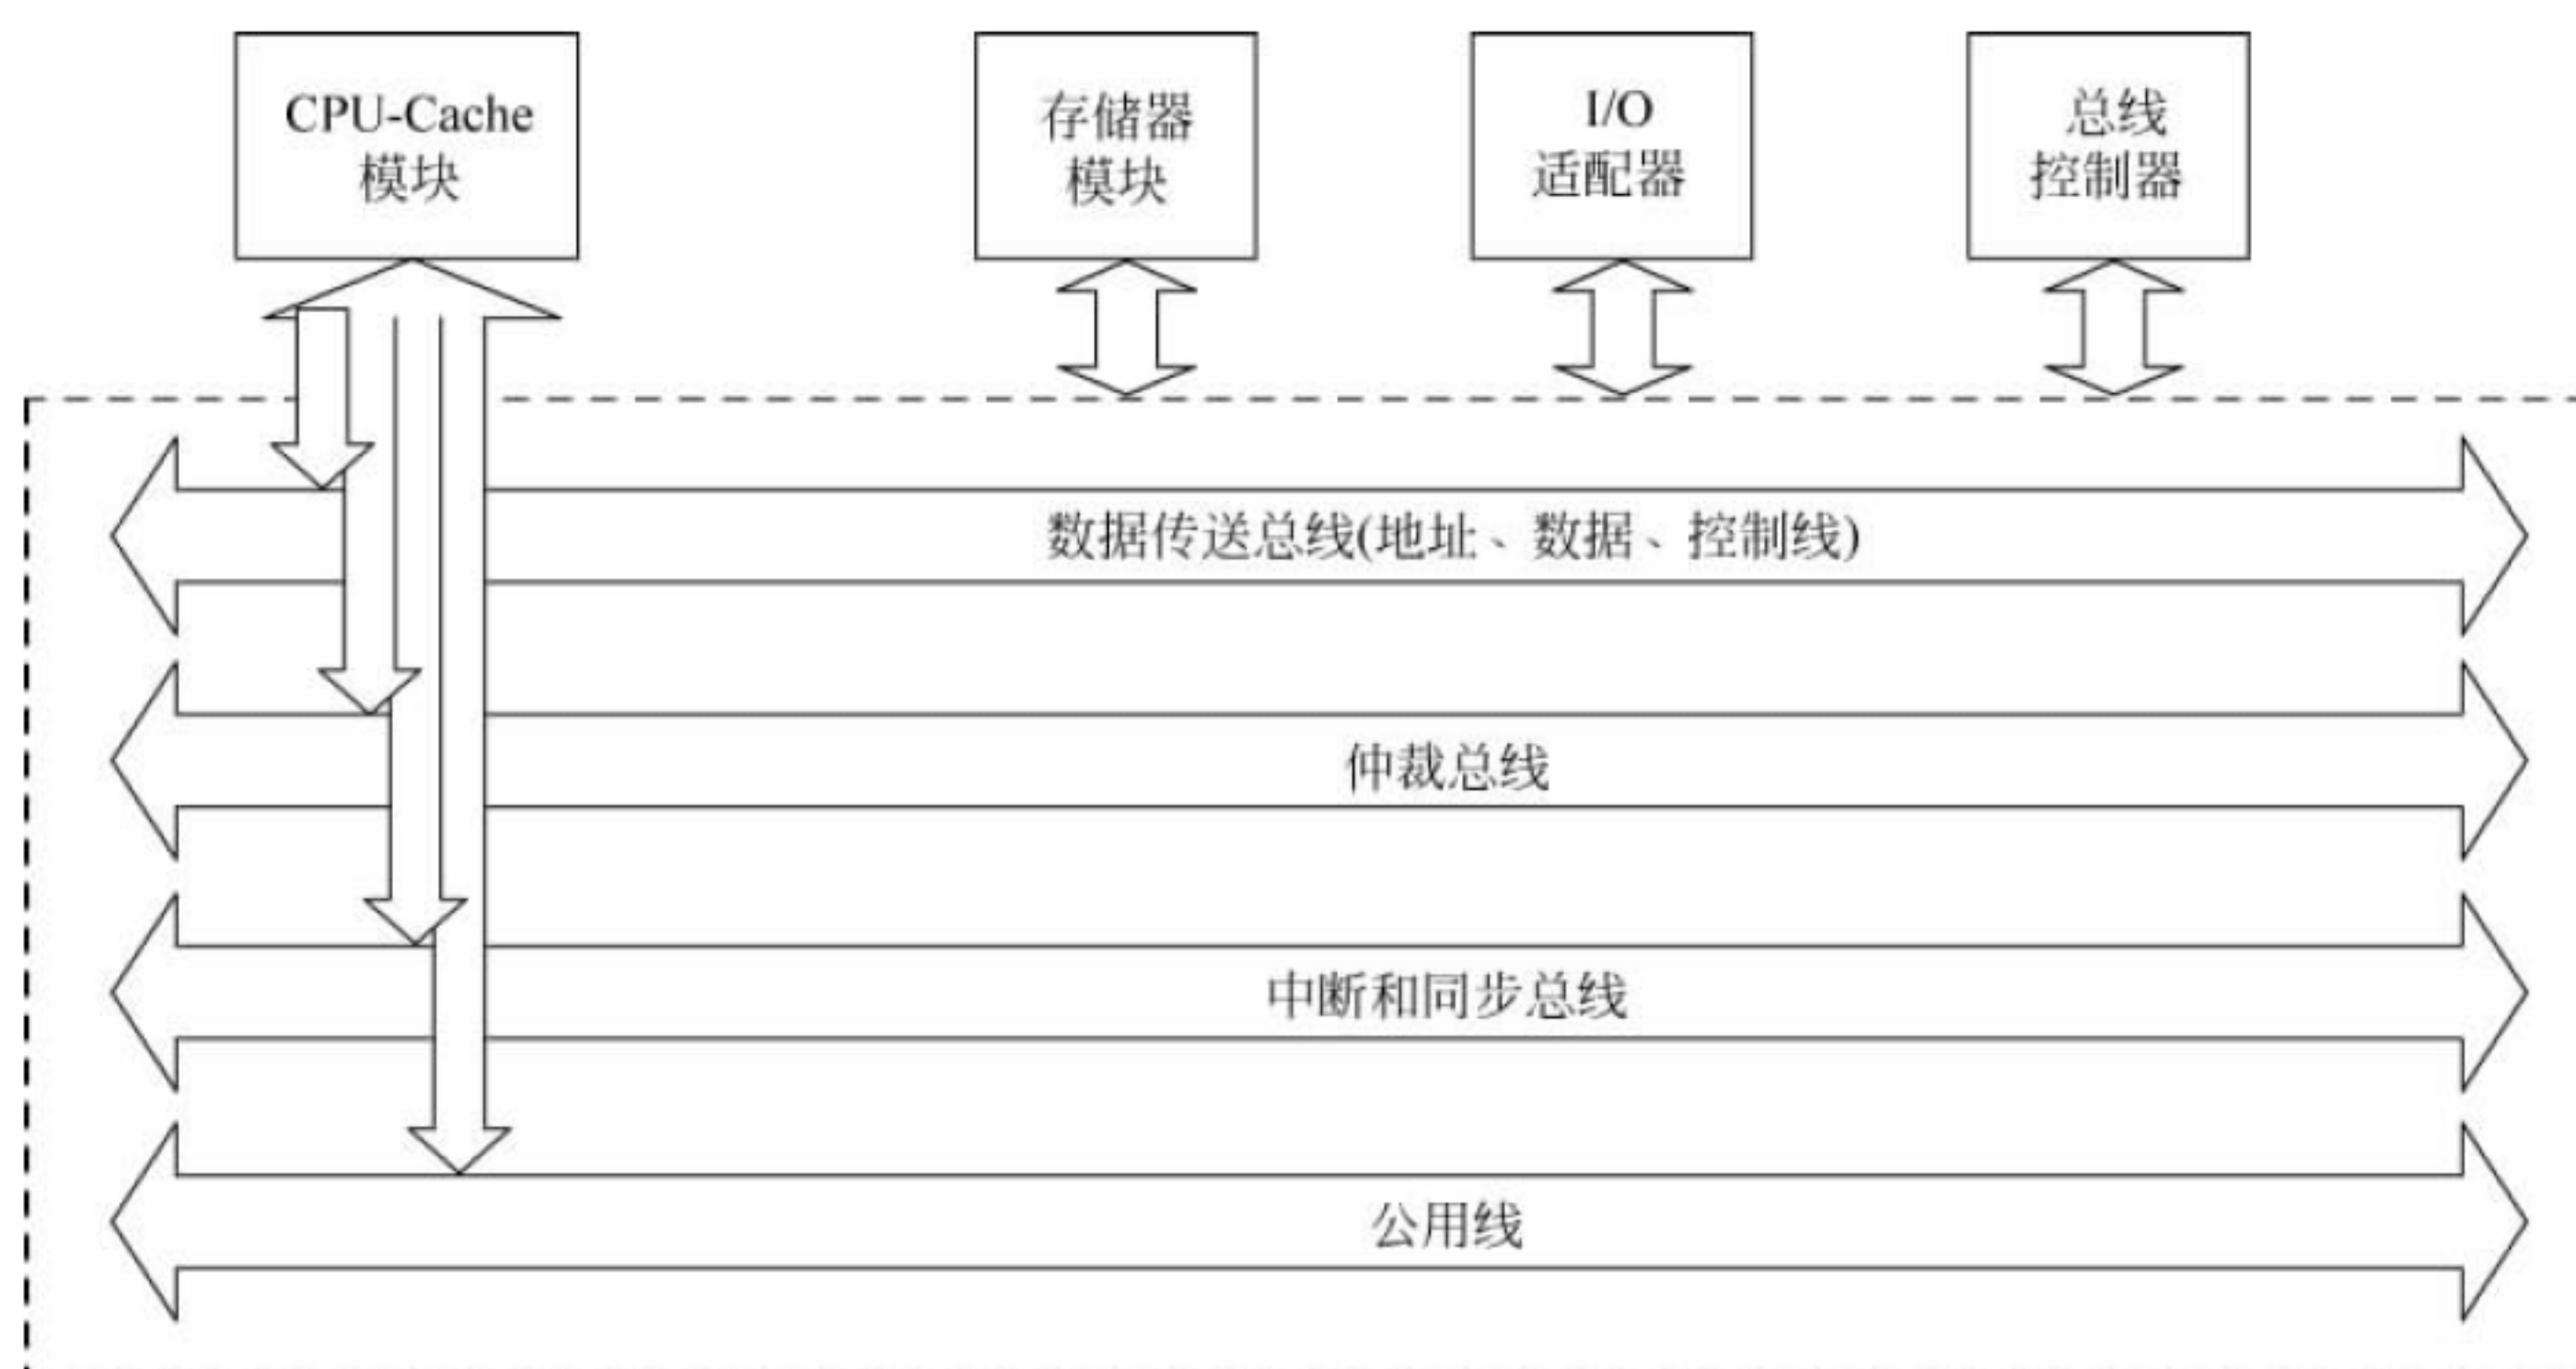 CPU-Cache
模块
存储器
模块
I/O
适配器
总线
控制器
数据传送总线(地址、数据、控制线)
仲裁总线
中断和同步总线
公用线